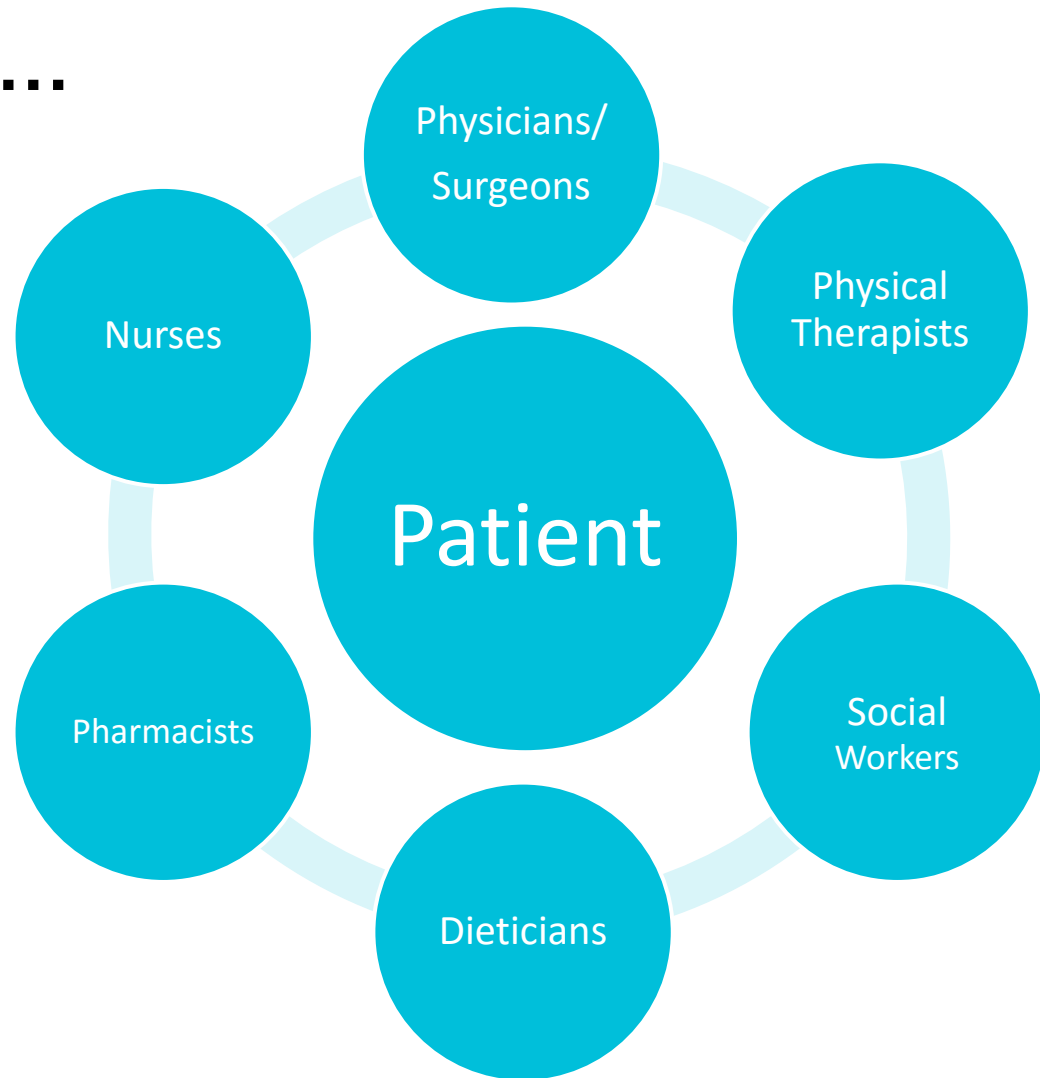 ...
Physicians/
Surgeons
Physical
Therapists
Nurses
Patient
Social
Workers
Pharmacists
Dieticians